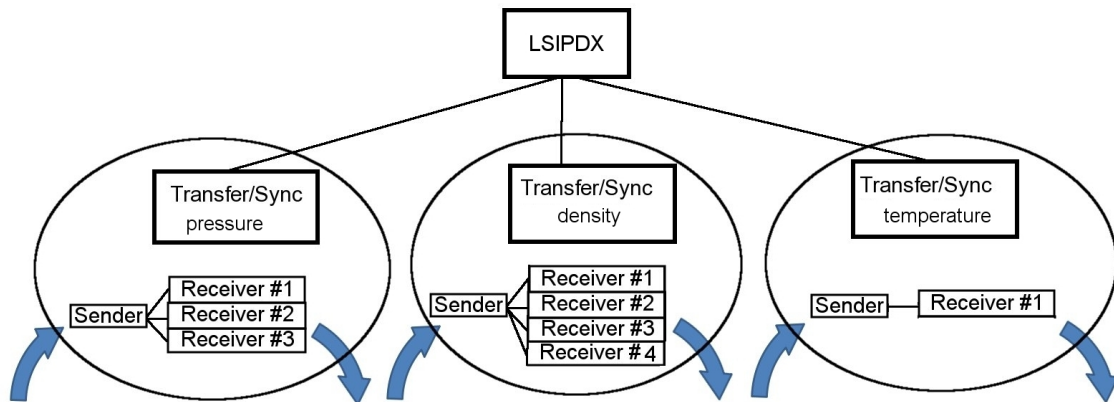 LSIPDX
Transfer/Sync
pressure
Sender
Receiver #1
Receiver #2
Receiver #3
Transfer/Sync
density
Sender
Receiver #1
Receiver #2
Receiver #3
Receiver #4
Transfer/Sync
temperature
Sender
Receiver #1